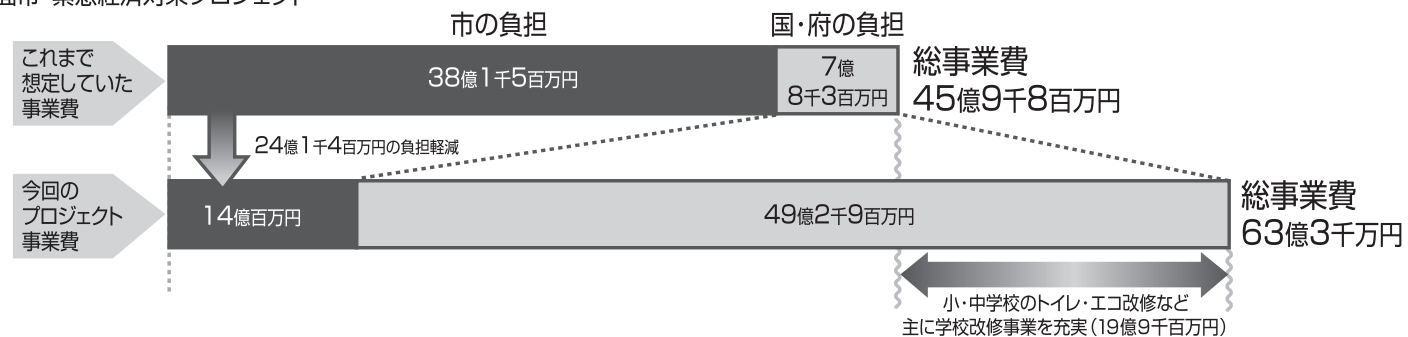 市の負担
国・府の負担
これまで
想定していた
事業費
38億1千5百万円
7億
8千3百万円
総事業費
45億9千8百万円
24億1千4百万円の負担軽減
今回の
プロジェクト
事業費
14億百万円
49億2千9百万円
総事業費
63億3千万円
小・中学校のトイレ・エコ改修など
主に学校改修事業を充実(19億9千百万円)